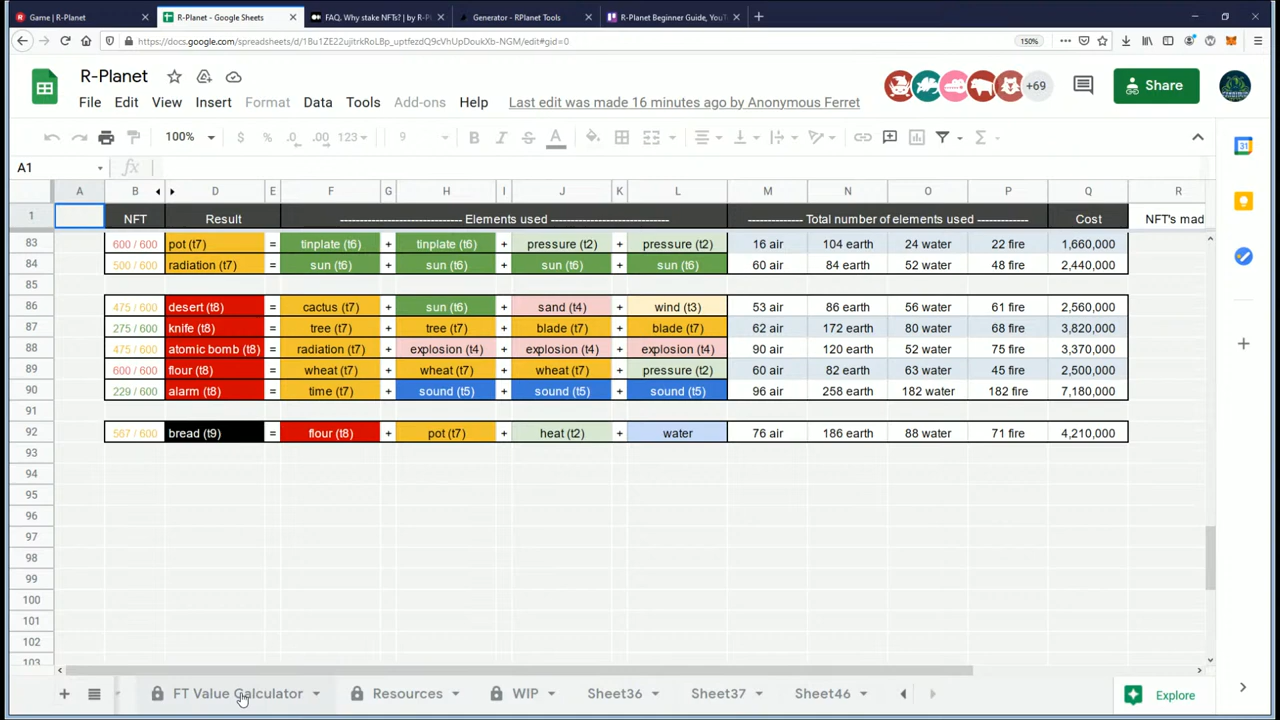 Game | R-Planet
R-Planet - Google Sheets
FAQ. Why stake NFTs? | by R-Pl
Generator - RPlanet Tools
R-Planet Beginner Guide, YouT
https://docs.google.com/spreadsheets/d/1Bu1ZE22ujitrkRoLBp_uptfezdQ9cVhUpDoukXb-NGM/edit#gid=0
150%
R-Planet
File Edit View Insert Format Data Tools Add-ons Help Last edit was made 16 minutes ago by Anonymous Ferret
+69
Share
100% $ % .0 .00 123 9 B I S A
A1 fx
A B D E F G H I J K L M N O P Q R
1 NFT Result Elements used Total number of elements used Cost NFT's mad
83 600 / 600 pot (t7) = tinplate (t6) + tinplate (t6) + pressure (t2) + pressure (t2) 16 air 104 earth 24 water 22 fire 1,660,000
84 500 / 600 radiation (t7) = sun (t6) + sun (t6) + sun (t6) + sun (t6) 60 air 84 earth 52 water 48 fire 2,440,000
85
86 475 / 600 desert (t8) = cactus (t7) + sun (t6) + sand (t4) + wind (t3) 53 air 86 earth 56 water 61 fire 2,560,000
87 275 / 600 knife (t8) = tree (t7) + tree (t7) + blade (t7) + blade (t7) 62 air 172 earth 80 water 68 fire 3,820,000
88 475 / 600 atomic bomb (t8) = radiation (t7) + explosion (t4) + explosion (t4) + explosion (t4) 90 air 120 earth 52 water 75 fire 3,370,000
89 600 / 600 flour (t8) = wheat (t7) + wheat (t7) + wheat (t7) + pressure (t2) 60 air 82 earth 63 water 45 fire 2,500,000
90 229 / 600 alarm (t8) = time (t7) + sound (t5) + sound (t5) + sound (t5) 96 air 258 earth 182 water 182 fire 7,180,000
91
92 567 / 600 bread (t9) = flour (t8) + pot (t7) + heat (t2) + water 76 air 186 earth 88 water 71 fire 4,210,000
93
94
95
96
97
98
99
100
101
102
103
FT Value Calculator Resources WIP Sheet36 Sheet37 Sheet46 Explore
31